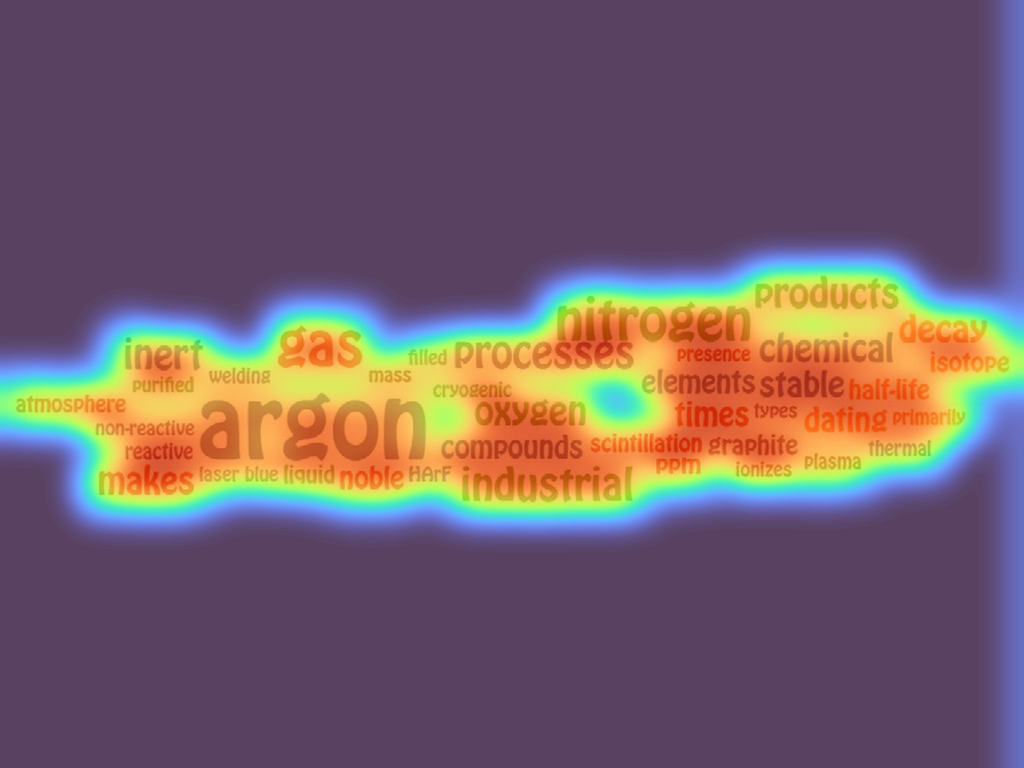 products
nitrogen
decay
inert
gas
filled
processes
presence
chemical
isotope
purified
welding
mass
cryogenic
elements
stable
half-life
atmosphere
argon
oxygen
times
types
dating
primarily
non-reactive
reactive
compounds
scintillation
graphite
thermal
makes
laser
blue
liquid
noble
HArF
industrial
ppm
ionizes
plasma